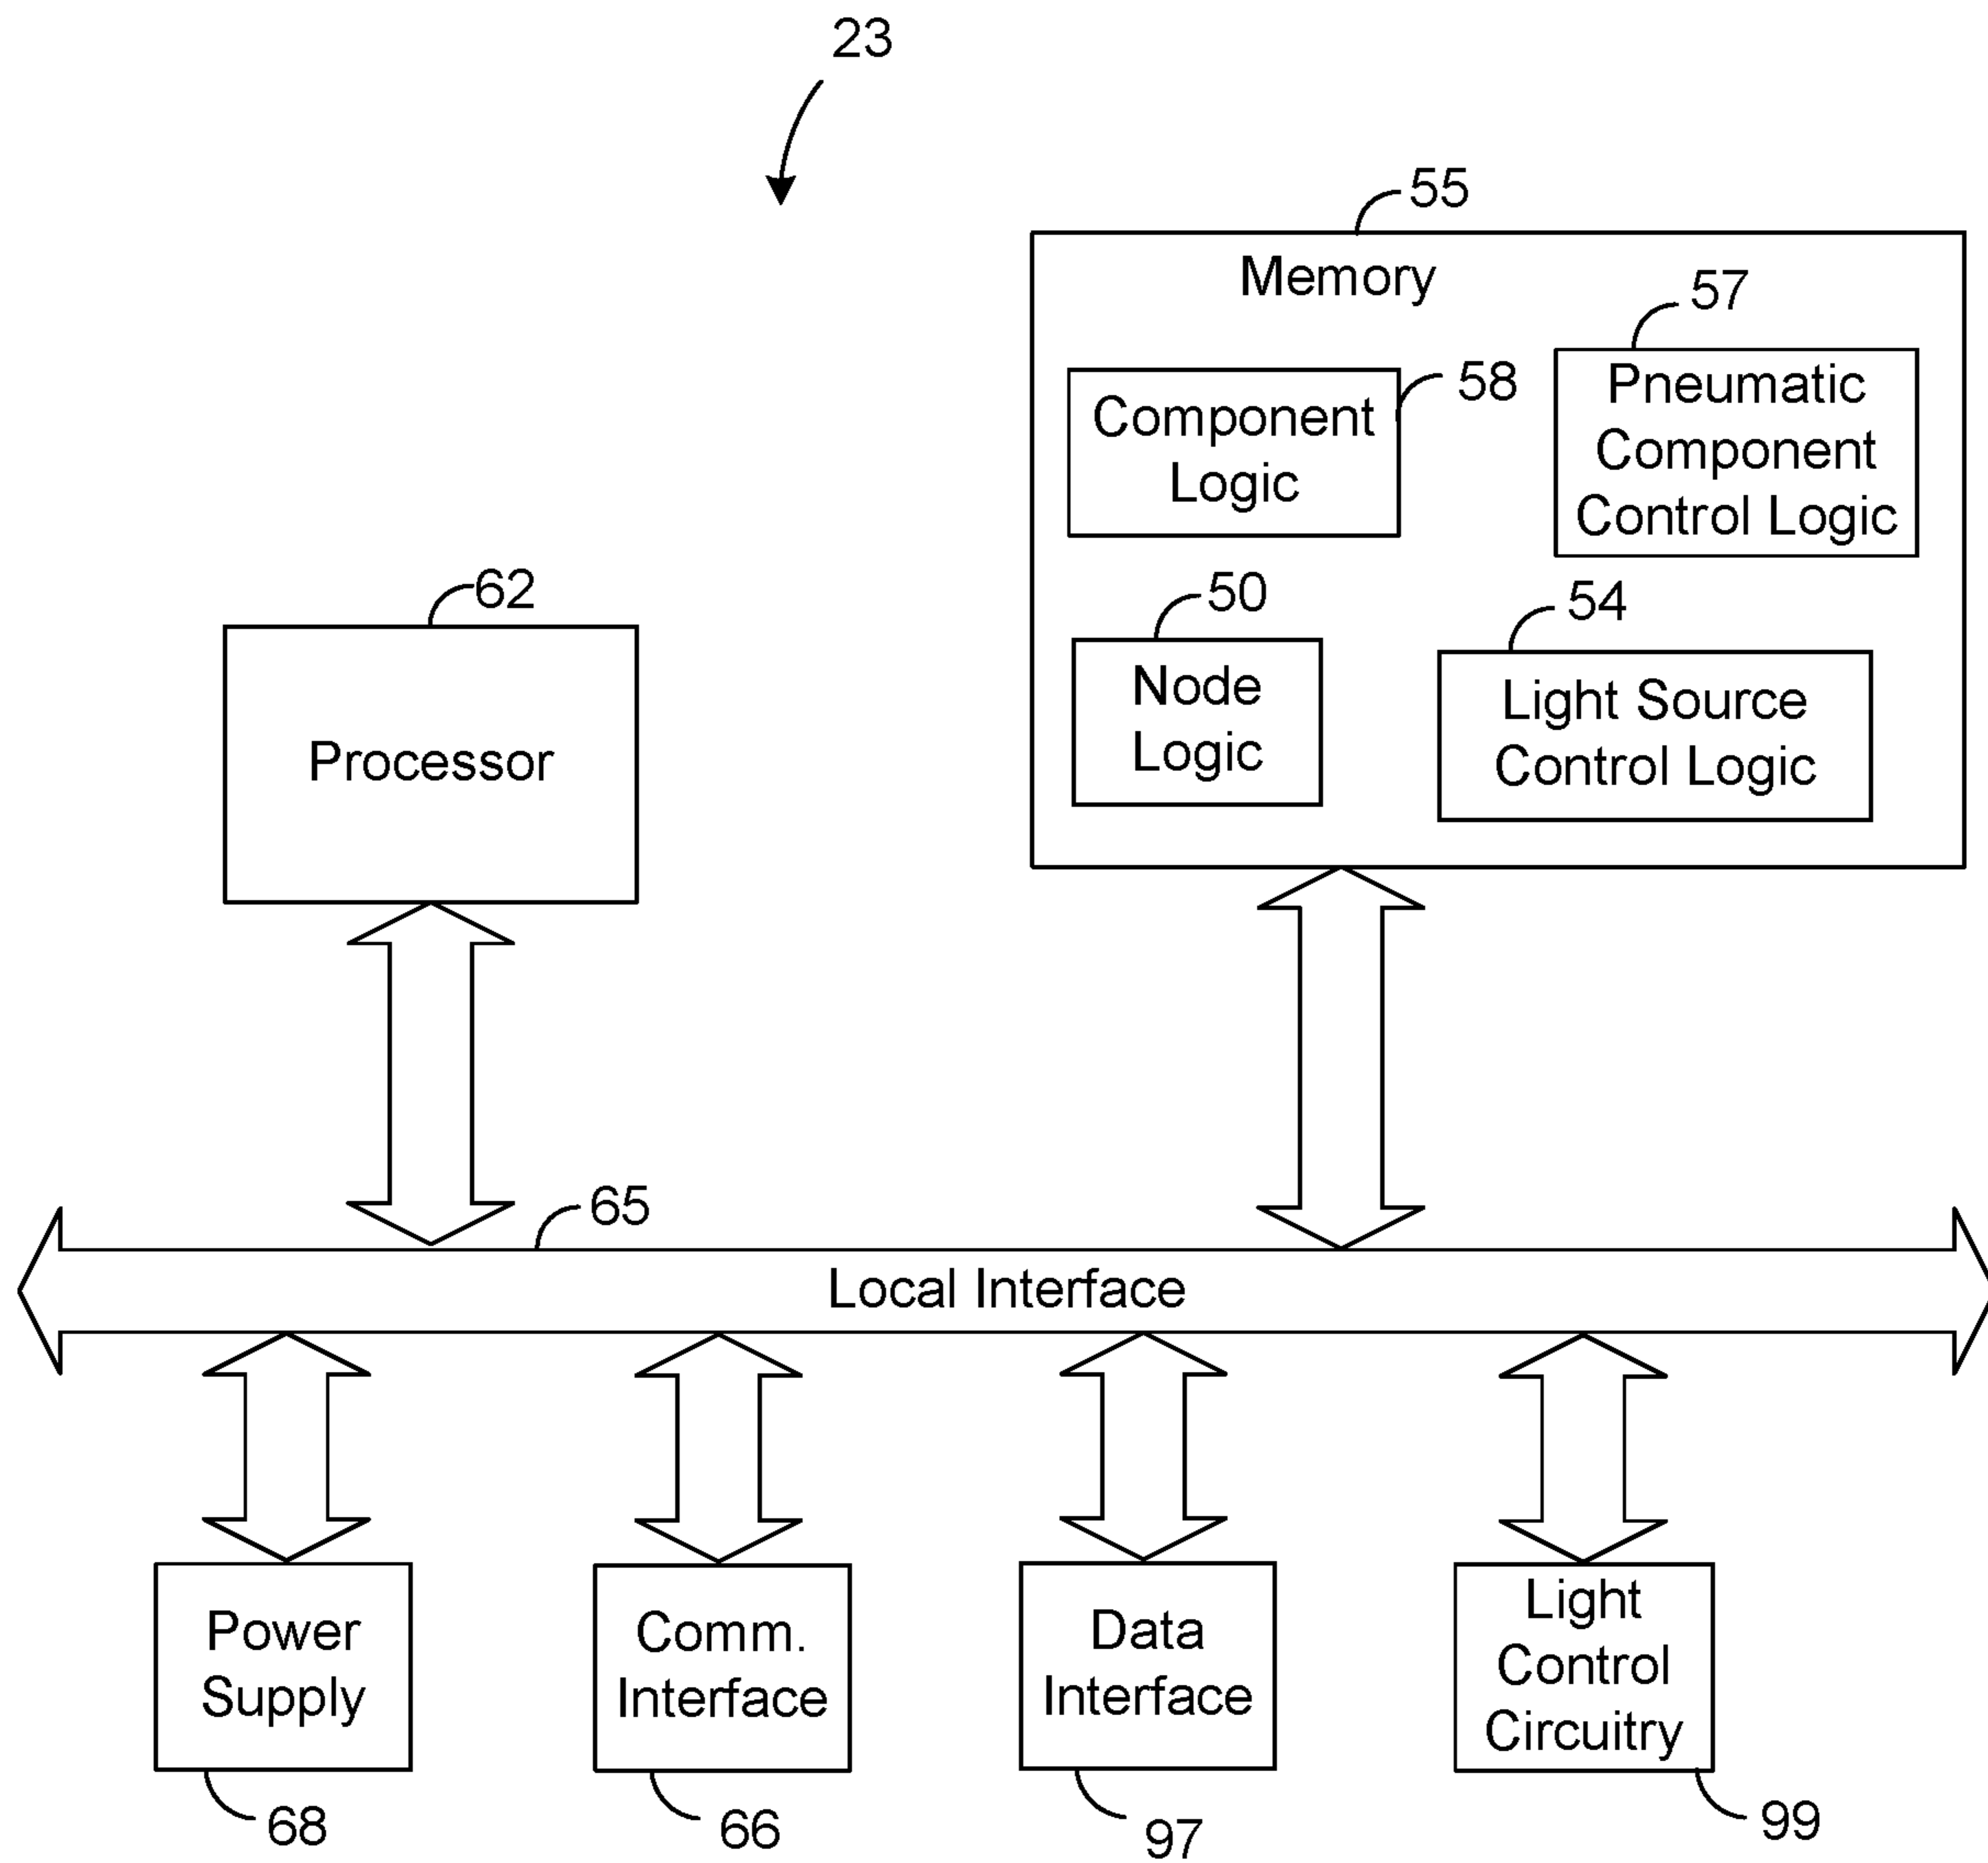 23
55
Memory
57
Pneumatic
Component
Control Logic
58
Component
Logic
62
50
54
Node
Logic
Light Source
Control Logic
Processor
65
Local Interface
Power
Supply
Comm.
Interface
Data
Interface
Light
Control
Circuitry
68
66
97
99